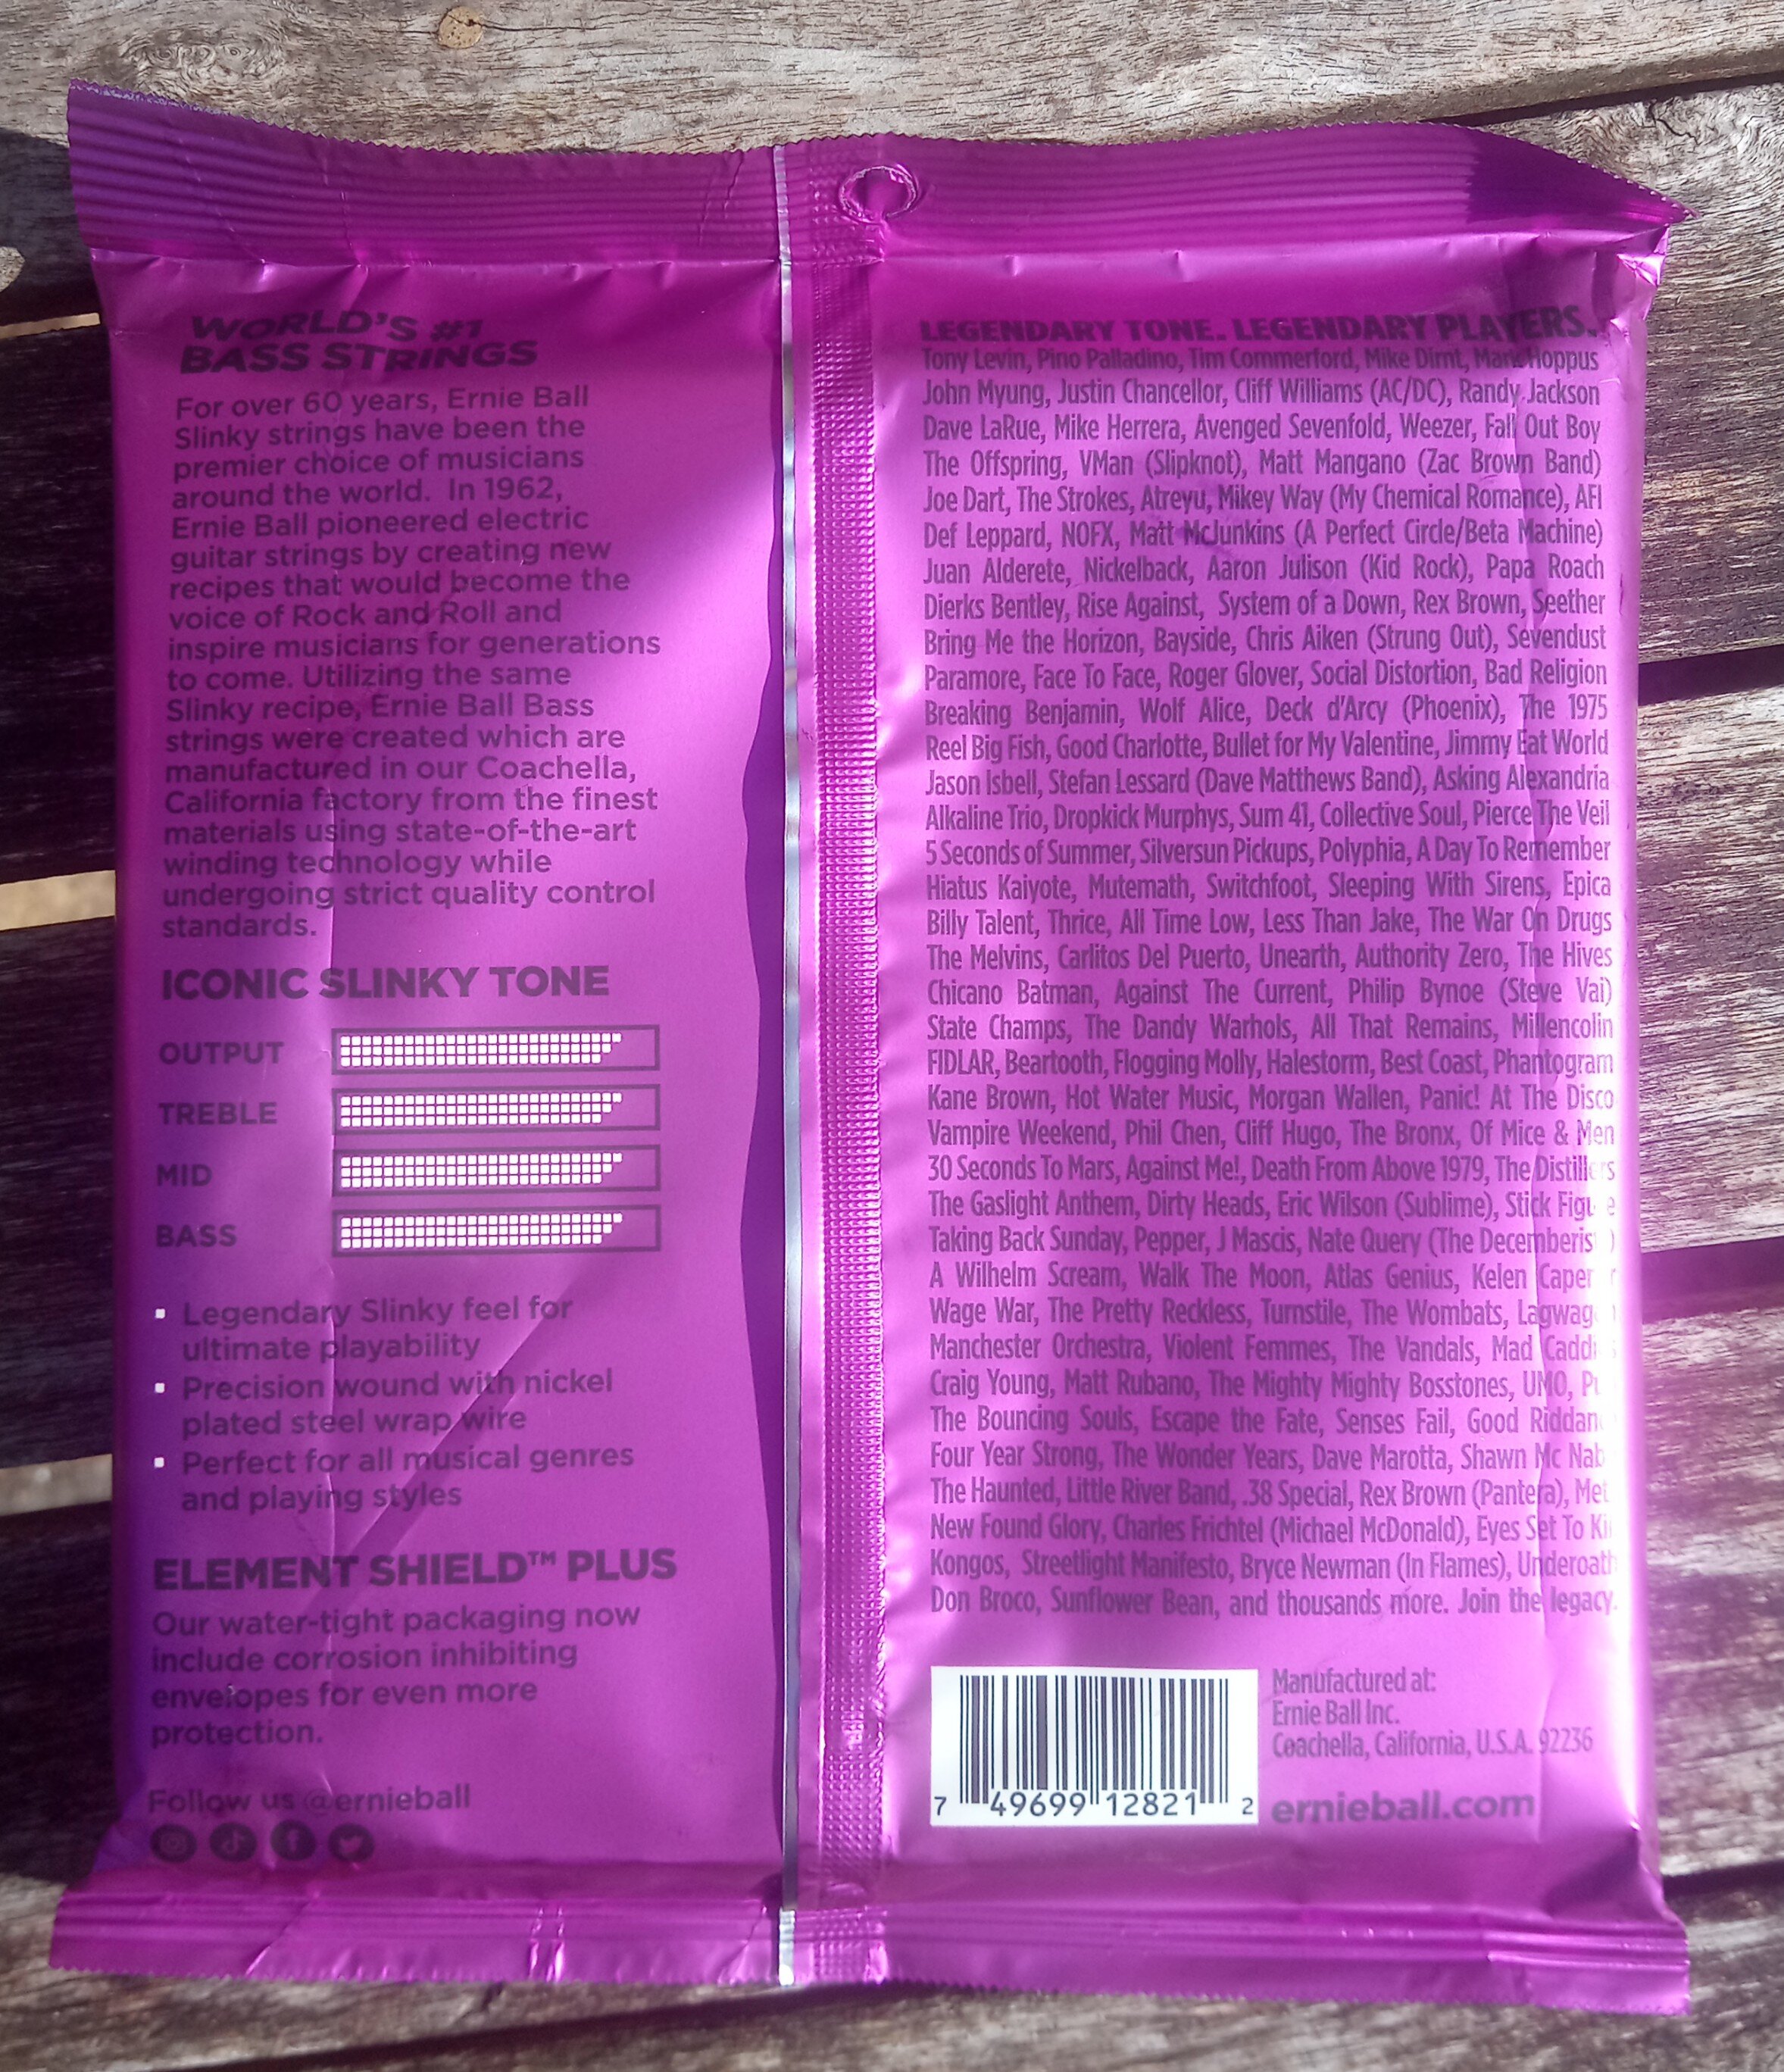 WORLD'S #1
BASS STRINGS
For over 60 years, Ernie Ball
Slinky strings have been the
premier choice of musicians
around the world.  In 1962,
Ernie Ball pioneered electric
guitar strings by creating new
recipes that would become the
voice of Rock and Roll and
inspire musicians for generations
to come. Utilizing the same
Slinky recipe, Ernie Ball Bass
strings were created which are
manufactured in our Coachella,
California factory from the finest
materials using state-of-the-art
winding technology while
undergoing strict quality control
standards.
ICONIC SLINKY TONE
OUTPUT
TREBLE
MID
BASS
▪ Legendary Slinky feel for
ultimate playability
▪ Precision wound with nickel
plated steel wrap wire
▪ Perfect for all musical genres
and playing styles
ELEMENT SHIELD™ PLUS
Our water-tight packaging now
include corrosion inhibiting
envelopes for even more
protection.
Follow us @ernieball
LEGENDARY TONE. LEGENDARY PLAYERS.
Tony Levin, Pino Palladino, Tim Commerford, Mike Dirnt, Mark Hoppus
John Myung, Justin Chancellor, Cliff Williams (AC/DC), Randy Jackson
Dave LaRue, Mike Herrera, Avenged Sevenfold, Weezer, Fall Out Boy
The Offspring, VMan (Slipknot), Matt Mangano (Zac Brown Band)
Joe Dart, The Strokes, Atreyu, Mikey Way (My Chemical Romance), AFI
Def Leppard, NOFX, Matt McJunkins (A Perfect Circle/Beta Machine)
Juan Alderete, Nickelback, Aaron Julison (Kid Rock), Papa Roach
Dierks Bentley, Rise Against,  System of a Down, Rex Brown, Seether
Bring Me the Horizon, Bayside, Chris Aiken (Strung Out), Sevendust
Paramore, Face To Face, Roger Glover, Social Distortion, Bad Religion
Breaking Benjamin, Wolf Alice, Deck d'Arcy (Phoenix), The 1975
Reel Big Fish, Good Charlotte, Bullet for My Valentine, Jimmy Eat World
Jason Isbell, Stefan Lessard (Dave Matthews Band), Asking Alexandria
Alkaline Trio, Dropkick Murphys, Sum 41, Collective Soul, Pierce The Veil
5 Seconds of Summer, Silversun Pickups, Polyphia, A Day To Remember
Hiatus Kaiyote, Mutemath, Switchfoot, Sleeping With Sirens, Epica
Billy Talent, Thrice, All Time Low, Less Than Jake, The War On Drugs
The Melvins, Carlitos Del Puerto, Unearth, Authority Zero, The Hives
Chicano Batman, Against The Current, Philip Bynoe (Steve Vai)
State Champs, The Dandy Warhols, All That Remains, Millencolin
FIDLAR, Beartooth, Flogging Molly, Halestorm, Best Coast, Phantogram
Kane Brown, Hot Water Music, Morgan Wallen, Panic! At The Disco
Vampire Weekend, Phil Chen, Cliff Hugo, The Bronx, Of Mice & Men
30 Seconds To Mars, Against Me!, Death From Above 1979, The Distillers
The Gaslight Anthem, Dirty Heads, Eric Wilson (Sublime), Stick Figure
Taking Back Sunday, Pepper, J Mascis, Nate Query (The Decemberists)
A Wilhelm Scream, Walk The Moon, Atlas Genius, Kelen
Wage War, The Pretty Reckless, Turnstile, The Wombats, Lagwagon
Manchester Orchestra, Violent Femmes, The Vandals, Mad Caddies
Craig Young, Matt Rubano, The Mighty Mighty Bosstones, UMO,
The Bouncing Souls, Escape the Fate, Senses Fail, Good Riddance
Four Year Strong, The Wonder Years, Dave Marotta, Shawn Mc
The Haunted, Little River Band, .38 Special, Rex Brown (Pantera),
New Found Glory, Charles Frichtel (Michael McDonald), Eyes Set To
Kongos,  Streetlight Manifesto, Bryce Newman (In Flames), Underoath
Don Broco, Sunflower Bean, and thousands more. Join the legacy.
7 49699 12821 2
Manufactured at:
Ernie Ball Inc.
Coachella, California, U.S.A. 92236
ernieball.com